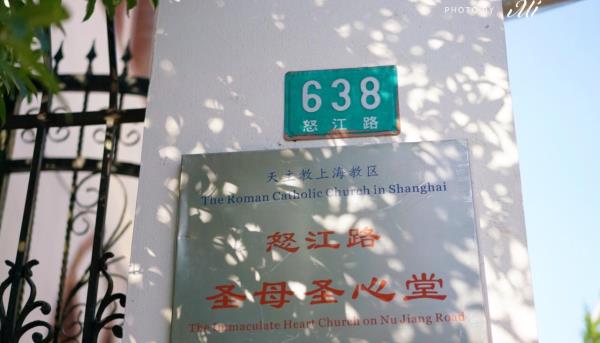 PHOTO BY
638
怒江路
天主教上海教区
The Roman Catholic Church in Shanghai
怒江路
圣母圣心堂
The Immaculate Heart Church on Nu Jiang Road